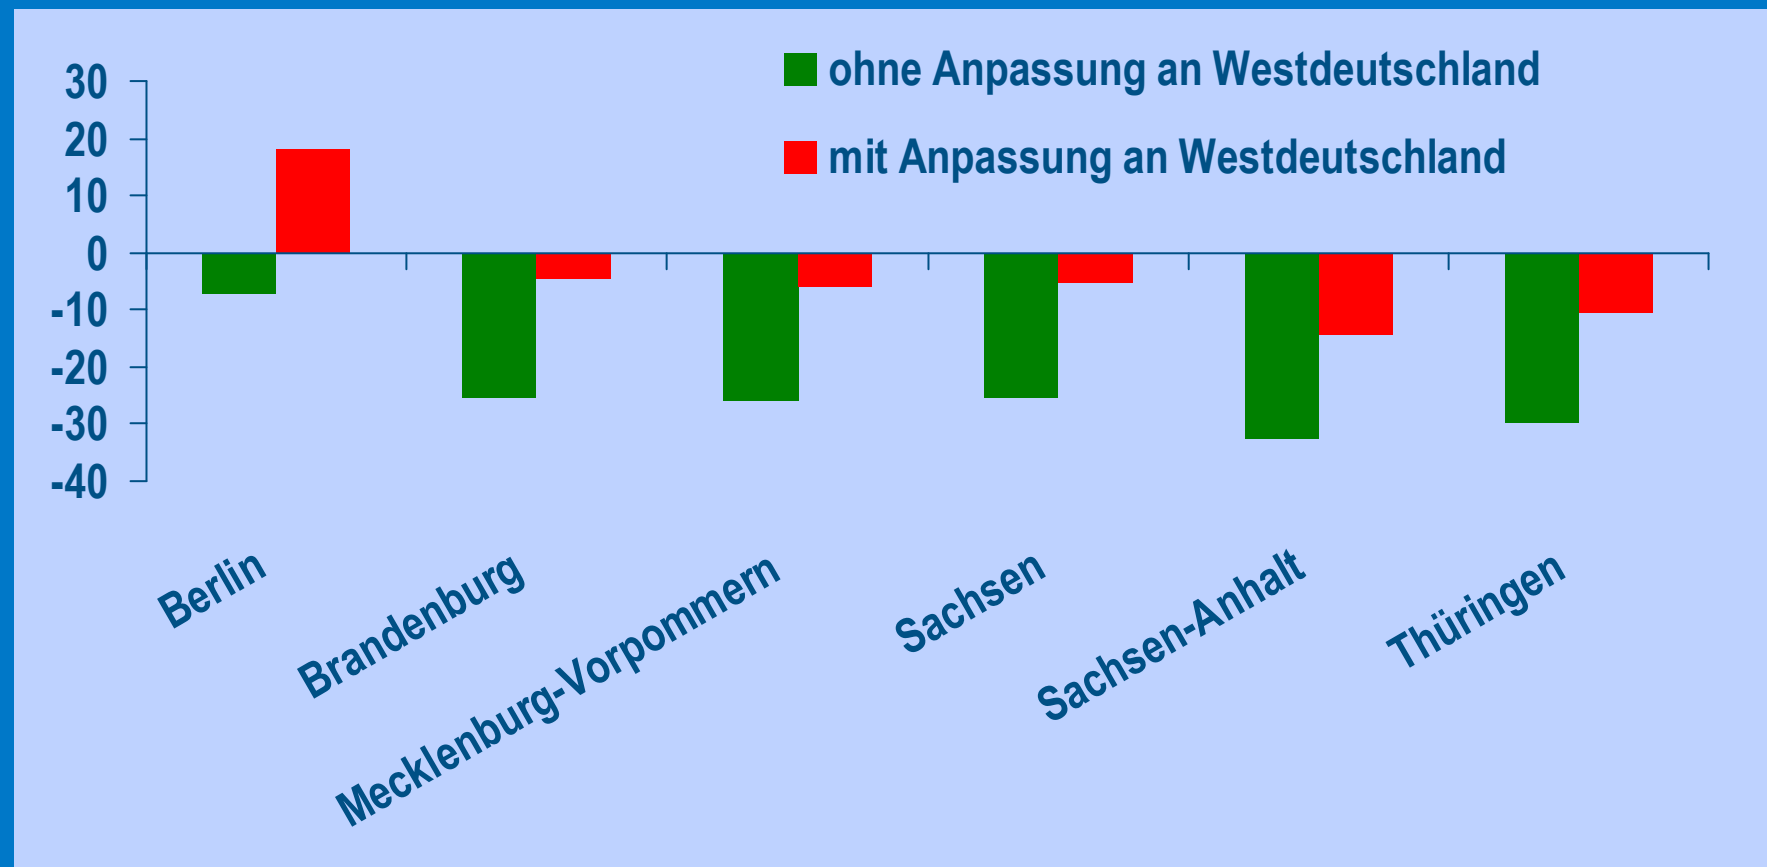 ohne Anpassung an Westdeutschland
mit Anpassung an Westdeutschland
30
20
10
0
-10
-20
-30
-40
Berlin
Brandenburg
Mecklenburg-Vorpommern
Sachsen
Sachsen-Anhalt
Thüringen